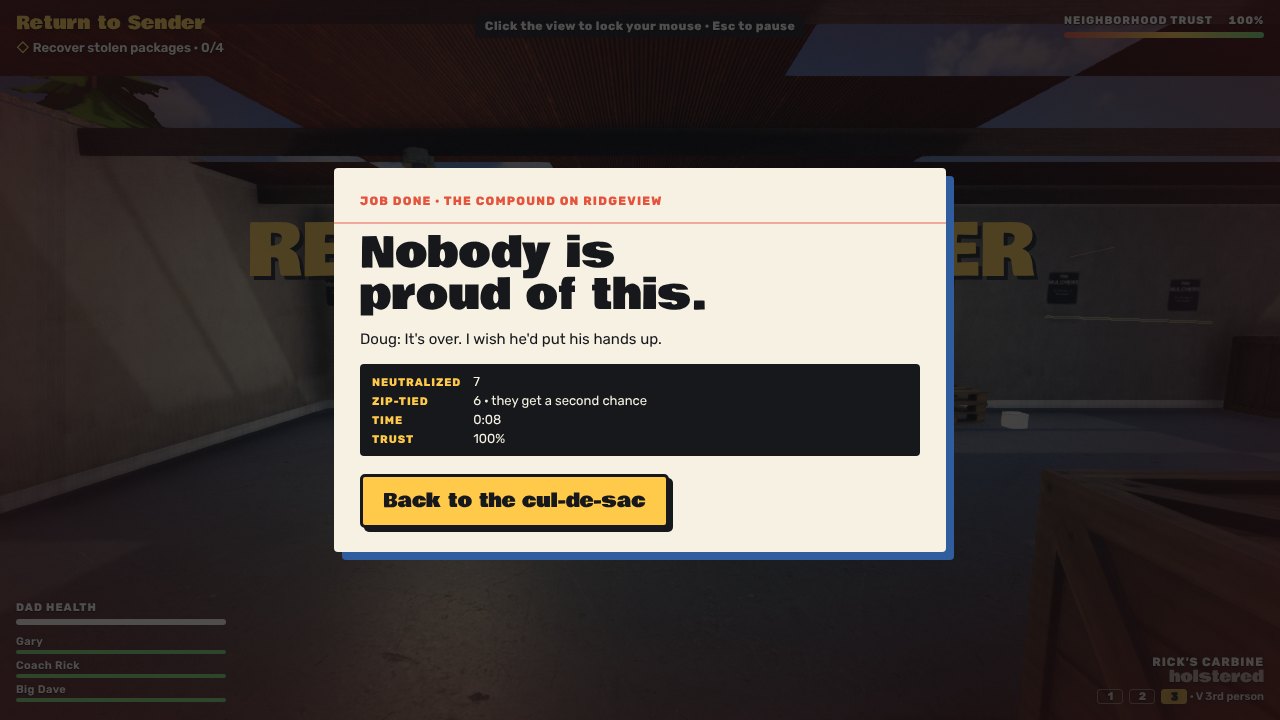 Return to Sender
◇ Recover stolen packages · 0/4
Click the view to lock your mouse · Esc to pause
NEIGHBORHOOD TRUST 100%
JOB DONE · THE COMPOUND ON RIDGEVIEW
Nobody is
proud of this.
Doug: It's over. I wish he'd put his hands up.
NEUTRALIZED 7
ZIP-TIED 6 • they get a second chance
TIME 0:08
TRUST 100%
Back to the cul-de-sac
DAD HEALTH
Gary
Coach Rick
Big Dave
RICK'S CARBINE
holstered
1 2 3 · V 3rd person